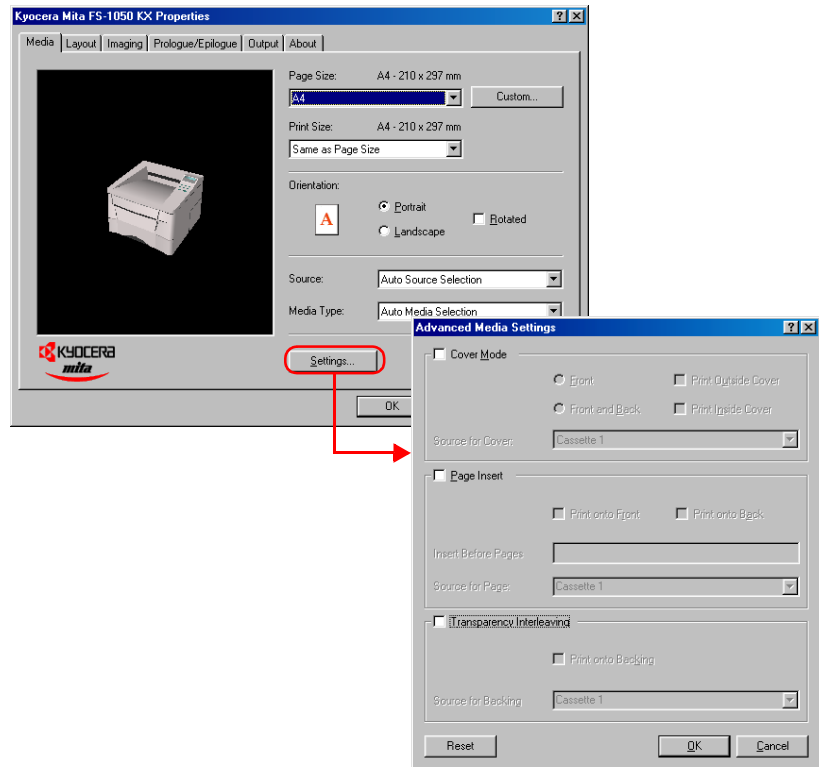 Kyocera Mita FS-1050 KX Properties
Media Layout Imaging Prologue/Epilogue Output About
Page Size: A4 - 210 x 297 mm
A4 Custom...
Print Size: A4 - 210 x 297 mm
Same as Page Size
Orientation:
A Portrait
Rotated
Landscape
Source: Auto Source Selection
Media Type: Auto Media Selection
KYOCERA
mita
Settings...
OK
Advanced Media Settings
Cover Mode
Front Print Outside Cover
Front and Back Print Inside Cover
Source for Cover: Cassette 1
Page Insert
Print onto Front Print onto Back
Insert Before Pages
Source for Page: Cassette 1
Transparency Interleaving
Print onto Backing
Source for Backing Cassette 1
Reset OK Cancel